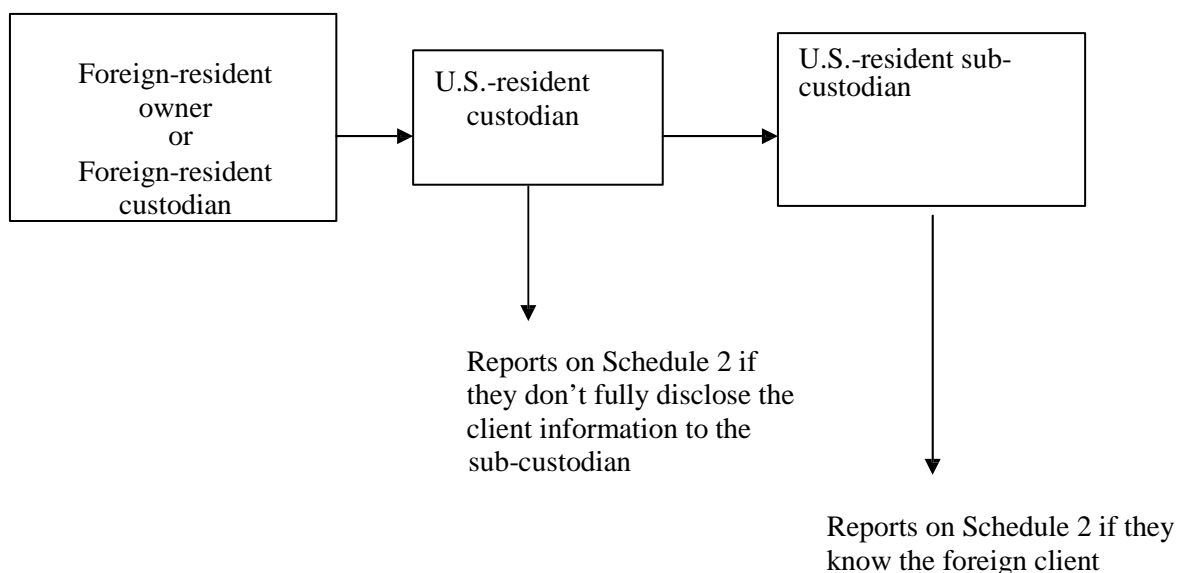 Foreign-resident
owner
or
Foreign-resident
custodian
U.S.-resident
custodian
U.S.-resident sub-
custodian
Reports on Schedule 2 if
they don’t fully disclose the
client information to the
sub-custodian
Reports on Schedule 2 if they
know the foreign client